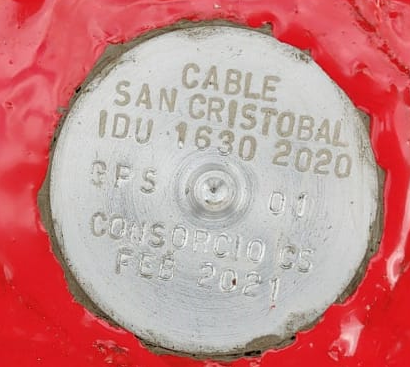 CABLE
SAN CRISTOBAL
IDU 1630 2020
GPS 01
CONSORCIO CS
FEB 2021